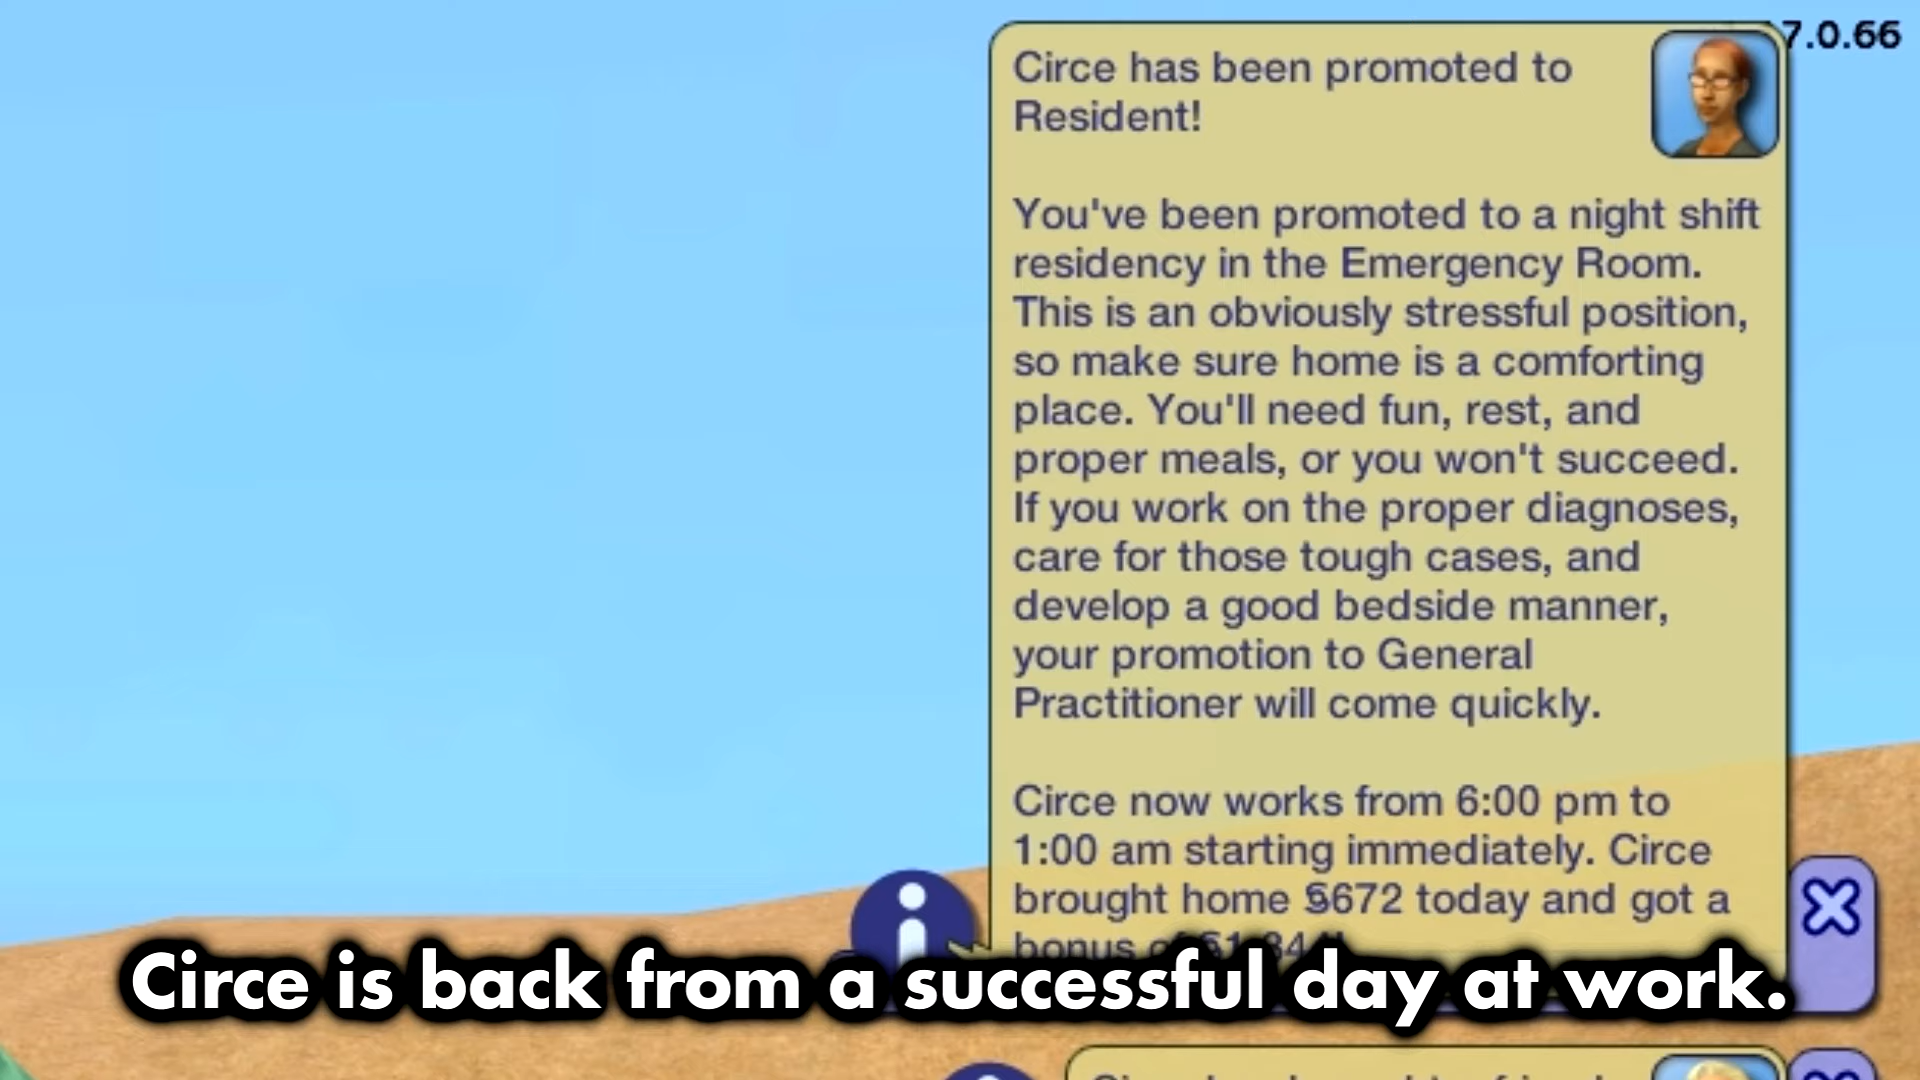 7.0.66
Circe has been promoted to
Resident!
You've been promoted to a night shift
residency in the Emergency Room.
This is an obviously stressful position,
so make sure home is a comforting
place. You'll need fun, rest, and
proper meals, or you won't succeed.
If you work on the proper diagnoses,
care for those tough cases, and
develop a good bedside manner,
your promotion to General
Practitioner will come quickly.
Circe now works from 6:00 pm to
1:00 am starting immediately. Circe
brought home §672 today and got a
bonus
Circe is back from a successful day at work.